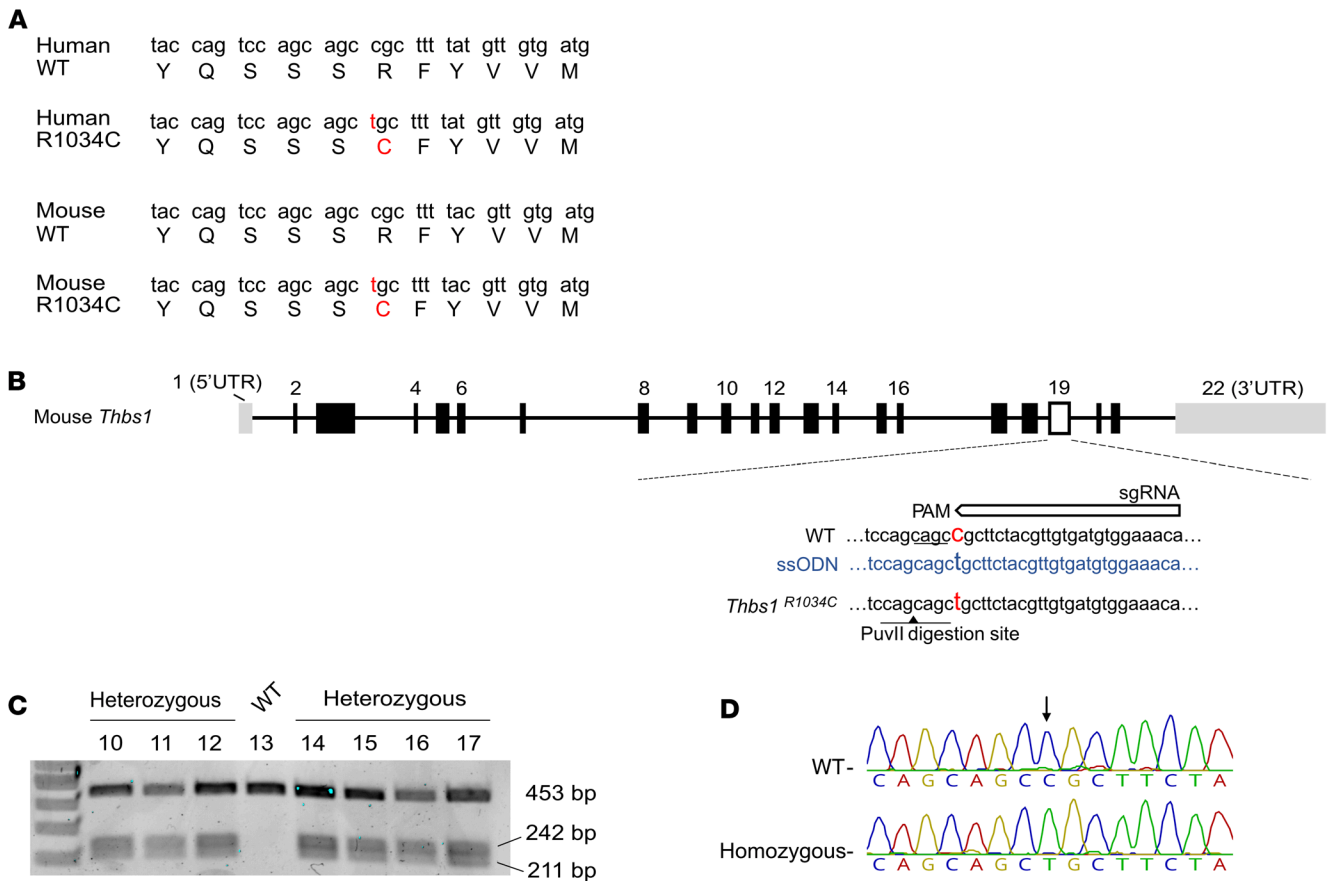 A
Human WT
tac cag tcc agc agc cgc ttt tat gtt gtg atg
Y Q S S S R F Y V V M
Human R1034C
tac cag tcc agc agc tgc ttt tat gtt gtg atg
Y Q S S S C F Y V V M
Mouse WT
tac cag tcc agc agc cgc ttt tac gtt gtg atg
Y Q S S S R F Y V V M
Mouse R1034C
tac cag tcc agc agc tgc ttt tac gtt gtg atg
Y Q S S S C F Y V V M
B
1 (5’UTR) 2 4 6 8 10 12 14 16 19 22 (3’UTR)
Mouse Thbs1
sgRNA
PAM
WT …tccagcagccgcttctacgttgtgatgtggaaaca…
ssODN …tccagcagctgcttctacgttgtgatgtggaaaca…
Thbs1 R1034C …tccagcagctgcttctacgttgtgatgtggaaaca…
PuvII digestion site
C
Heterozygous WT Heterozygous
10 11 12 13 14 15 16 17
453 bp
242 bp
211 bp
D
WT-
C A G C A G C C G C T T C T A
Homozygous-
C A G C A G C T G C T T C T A